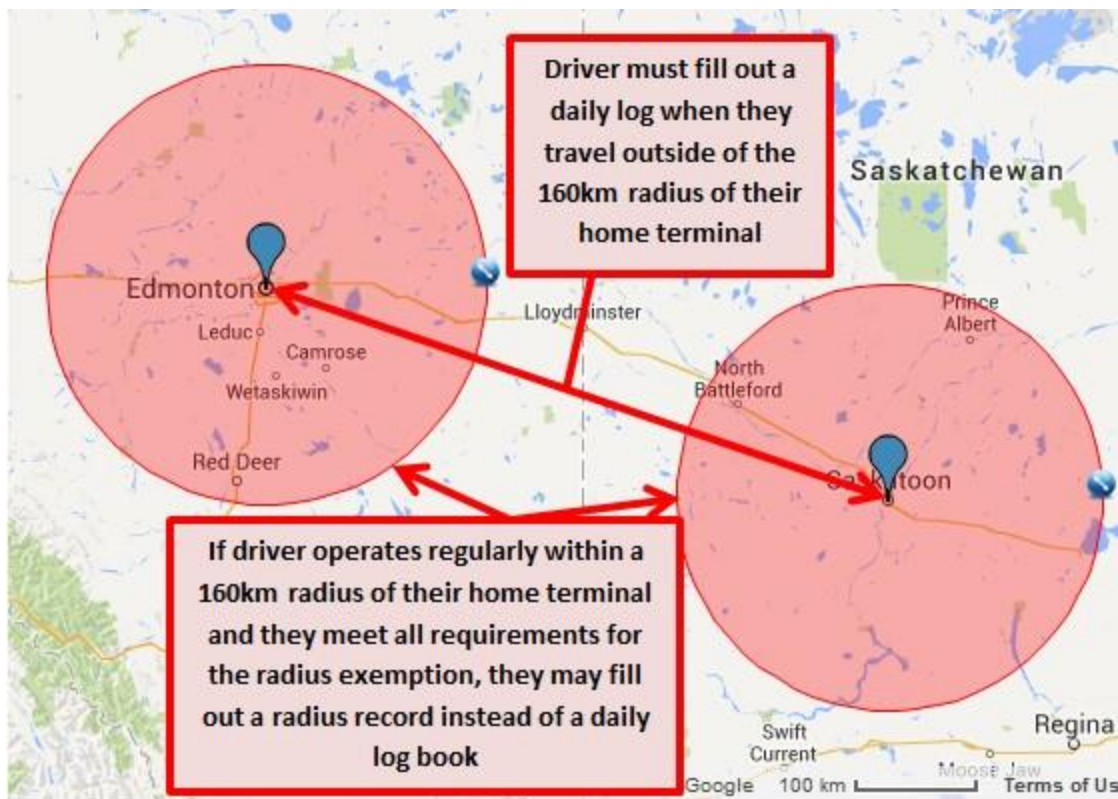 Driver must fill out a
daily log when they
travel outside of the
160km radius of their
home terminal
Saskatchewan
Edmonton
Leduc
Camrose
Wetaskiwin
Red Deer
Lloydminster
North
Battleford
Prince
Albert
Saskatoon
If driver operates regularly within a
160km radius of their home terminal
and they meet all requirements for
the radius exemption, they may fill
out a radius record instead of a daily
log book
Swift
Current
Regina
Moose Jaw
Google
100 km
Terms of Us